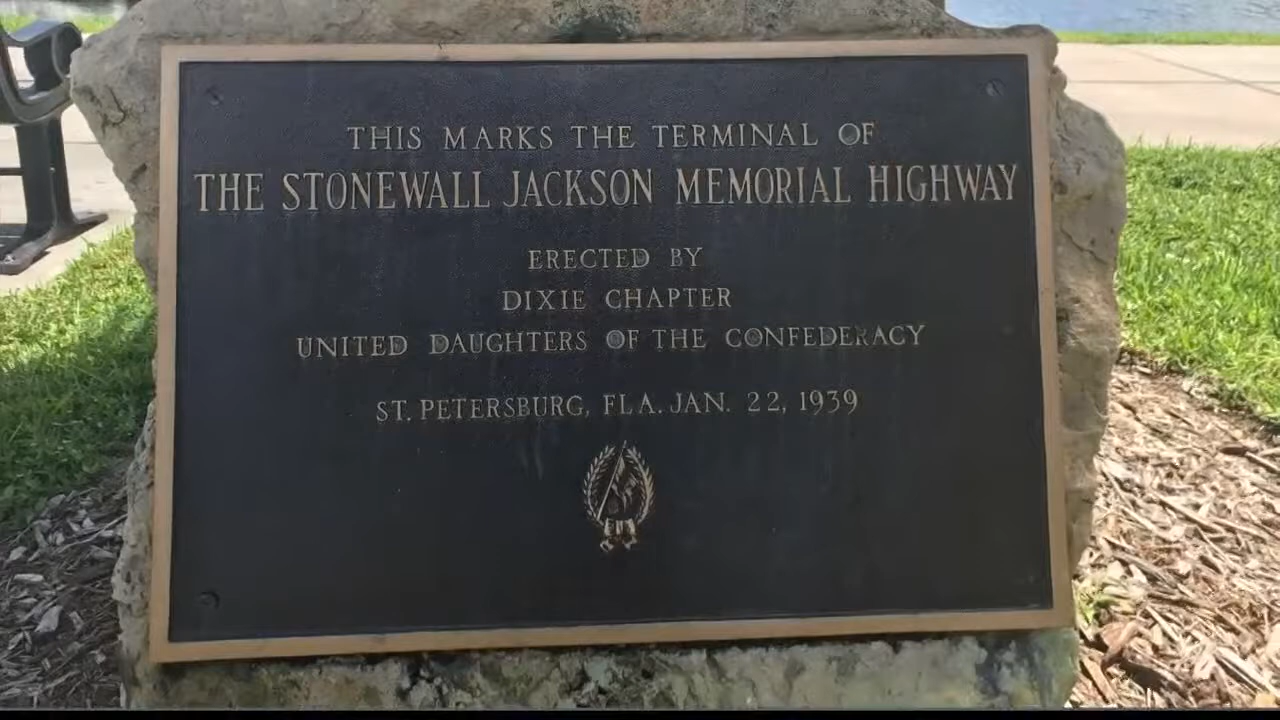 THIS MARKS THE TERMINAL OF
THE STONEWALL JACKSON MEMORIAL HIGHWAY
ERECTED BY
DIXIE CHAPTER
UNITED DAUGHTERS OF THE CONFEDERACY
ST. PETERSBURG, FLA. JAN. 22, 1939